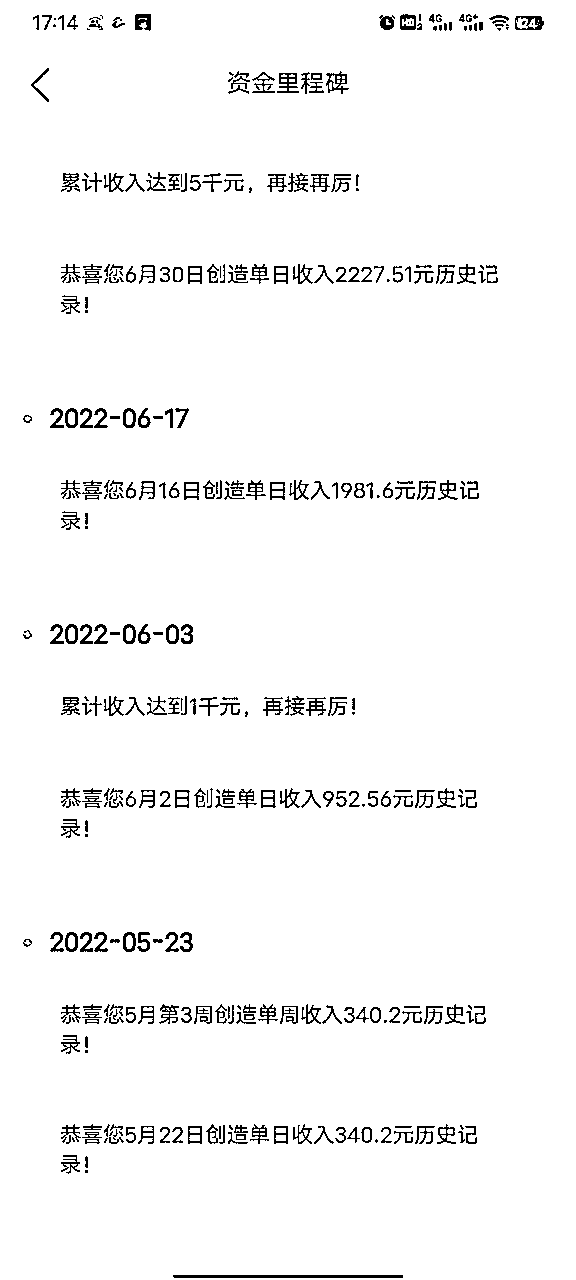 17:14
4G
4G+
24
资金里程碑
累计收入达到5千元，再接再厉！
恭喜您6月30日创造单日收入2227.51元历史记
录！
2022-06-17
恭喜您6月16日创造单日收入1981.6元历史记
录！
2022-06-03
累计收入达到1千元，再接再厉！
恭喜您6月2日创造单日收入952.56元历史记
录！
2022-05-23
恭喜您5月第3周创造单周收入340.2元历史记
录！
恭喜您5月22日创造单日收入340.2元历史记
录！